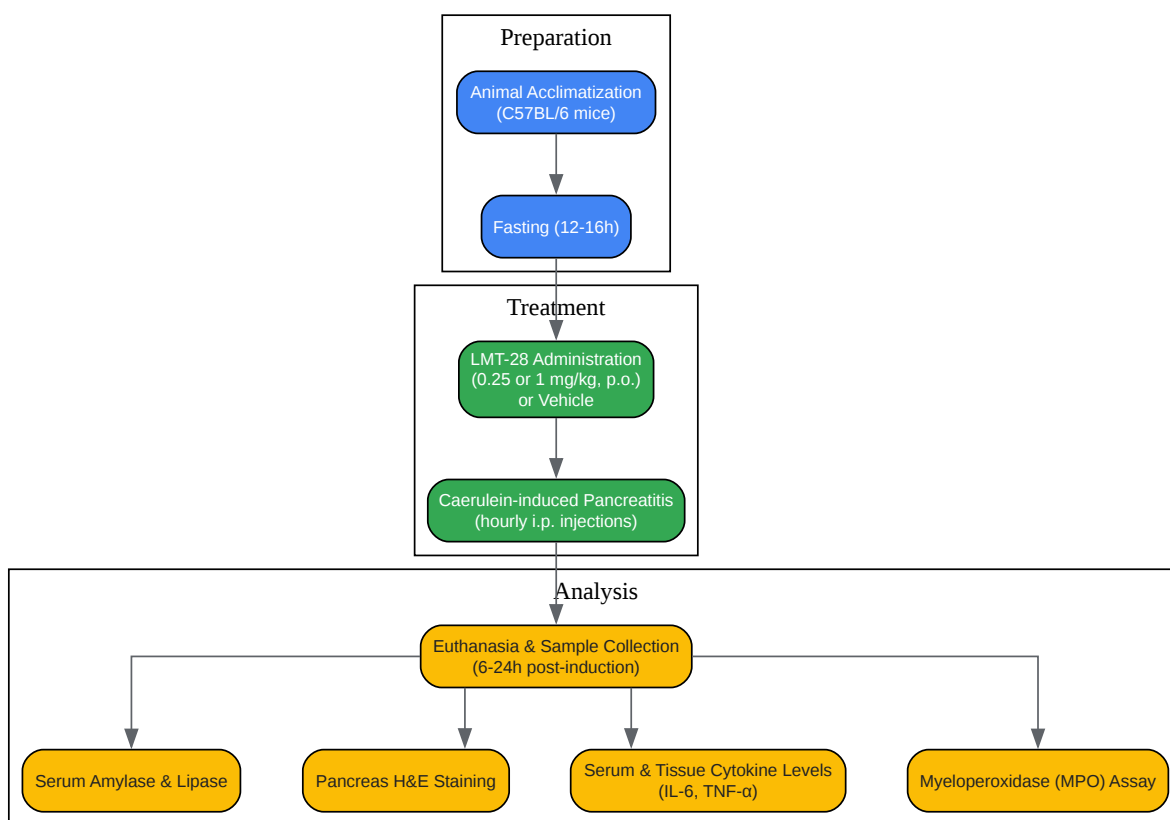 Preparation
Animal Acclimatization
(C57BL/6 mice)
Fasting (12-16h)
Treatment
LMT-28 Administration
(0.25 or 1 mg/kg, p.o.)
or Vehicle
Caerulein-induced Pancreatitis
(hourly i.p. injections)
Analysis
Euthanasia & Sample Collection
(6-24h post-induction)
Serum Amylase & Lipase
Pancreas H&E Staining
Serum & Tissue Cytokine Levels
(IL-6, TNF-α)
Myeloperoxidase (MPO) Assay